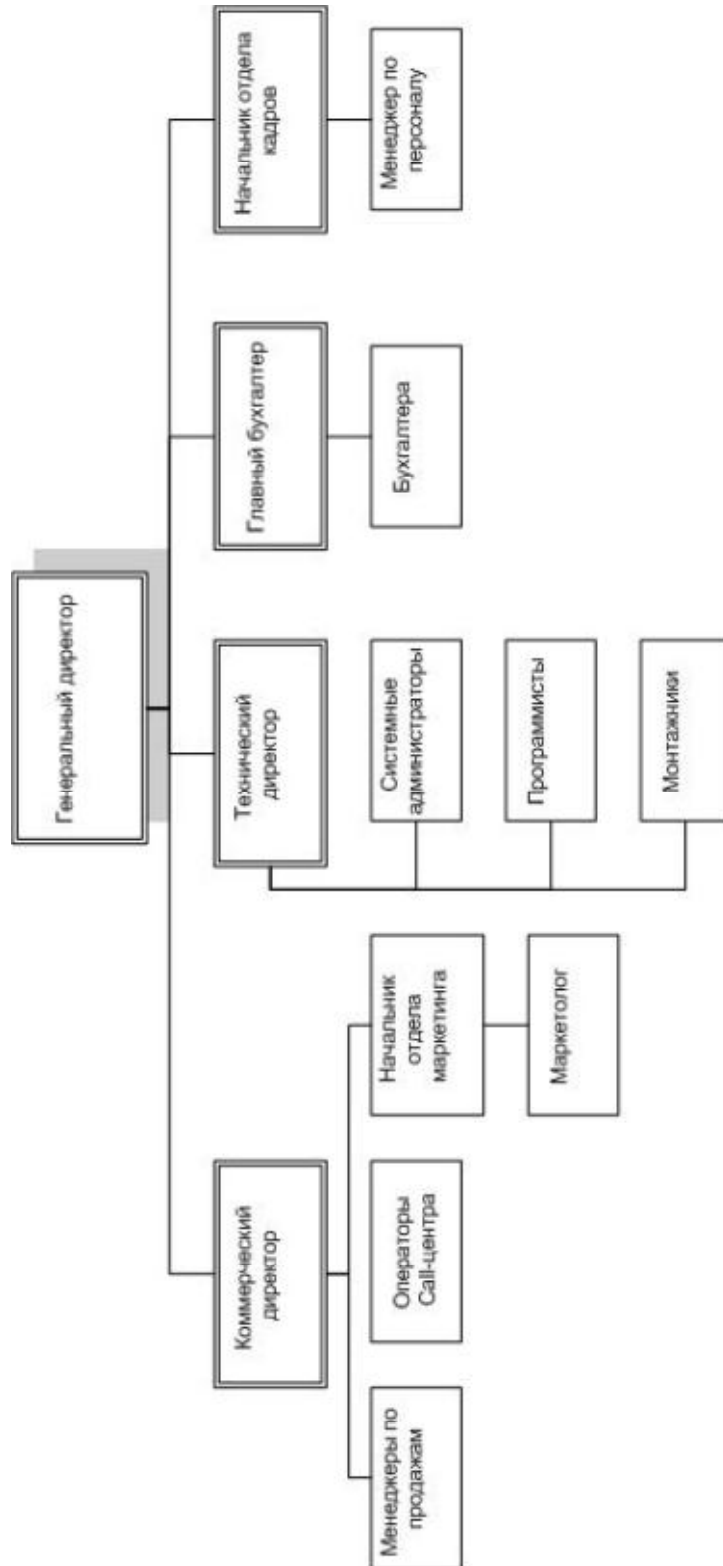 Генеральный директор
Коммерческий
директор
Технический
директор
Главный бухгалтер
Начальник отдела
кадров
Менеджеры по
продажам
Операторы
Call-центра
Начальник
отдела
маркетинга
Системные
администраторы
Бухгалтера
Менеджер по
персоналу
Маркетолог
Программисты
Монтажники